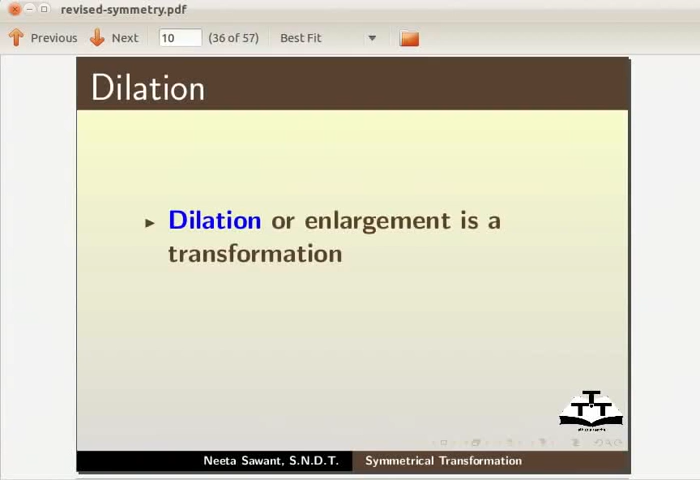 revised-symmetry.pdf
Previous Next 10 (36 of 57) Best Fit
Dilation
Dilation or enlargement is a
transformation
TTT
Neeta Sawant, S.N.D.T. Symmetrical Transformation